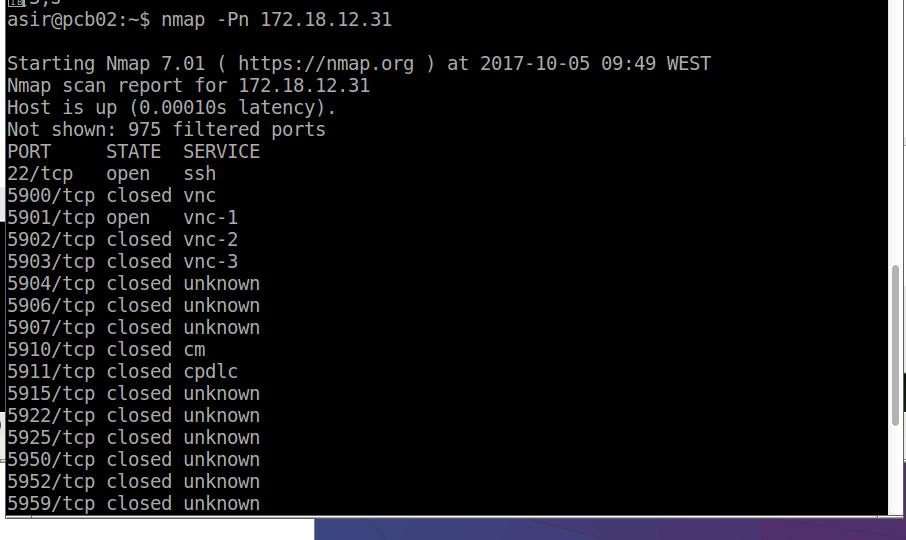 asir@pcb02:~$ nmap -Pn 172.18.12.31
Starting Nmap 7.01 ( https://nmap.org ) at 2017-10-05 09:49 WEST
Nmap scan report for 172.18.12.31
Host is up (0.00010s latency).
Not shown: 975 filtered ports
PORT     STATE  SERVICE
22/tcp   open   ssh
5900/tcp closed vnc
5901/tcp open   vnc-1
5902/tcp closed vnc-2
5903/tcp closed vnc-3
5904/tcp closed unknown
5906/tcp closed unknown
5907/tcp closed unknown
5910/tcp closed cm
5911/tcp closed cpdlc
5915/tcp closed unknown
5922/tcp closed unknown
5925/tcp closed unknown
5950/tcp closed unknown
5952/tcp closed unknown
5959/tcp closed unknown